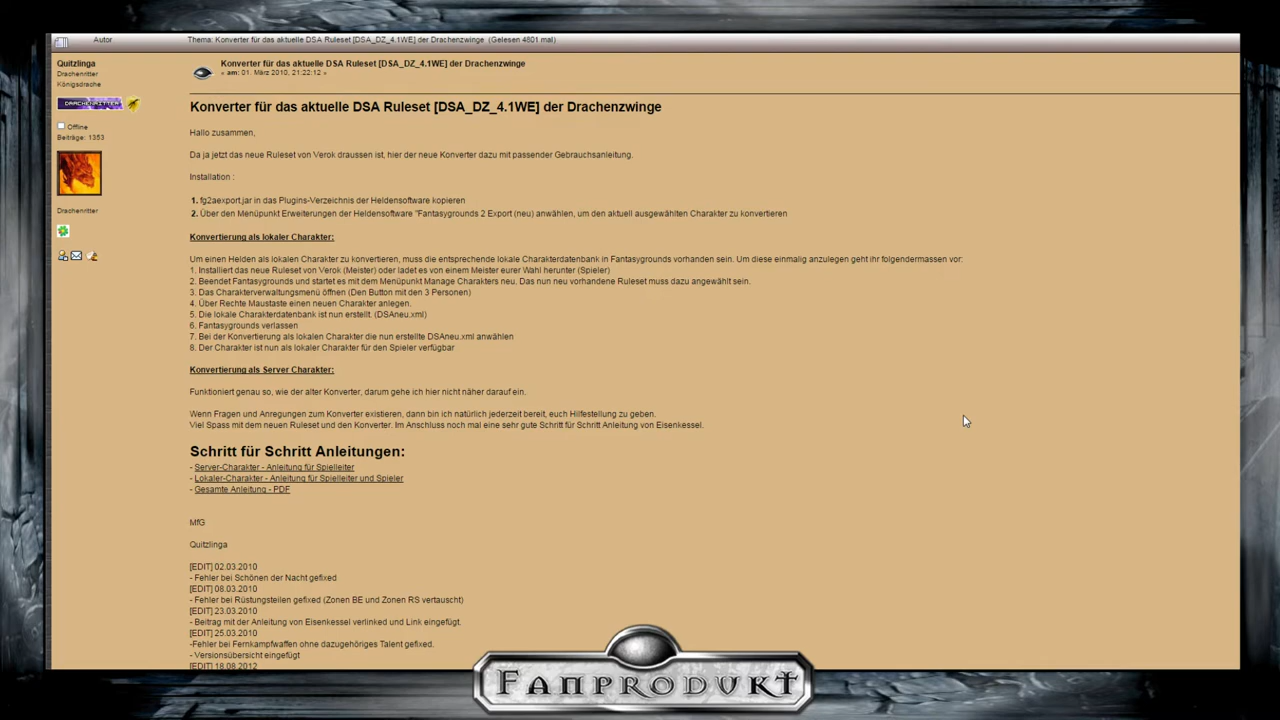 Autor Thema: Konverter für das aktuelle DSA Ruleset [DSA_DZ_4.1WE] der Drachenzwinge (Gelesen 4801 mal)
Quitzlinga
Drachenritter
Königsdrache
DRACHENRITTER
Offline
Beiträge: 1353
Drachenritter
Konverter für das aktuelle DSA Ruleset [DSA_DZ_4.1WE] der Drachenzwinge
« am: 01. März 2010, 21:22:12 »
Konverter für das aktuelle DSA Ruleset [DSA_DZ_4.1WE] der Drachenzwinge
Hallo zusammen,
Da ja jetzt das neue Ruleset von Verok draussen ist, hier der neue Konverter dazu mit passender Gebrauchsanleitung.
Installation :
1. fg2aexport.jar in das Plugins-Verzeichnis der Heldensoftware kopieren
2. Über den Menüpunkt Erweiterungen der Heldensoftware "Fantasygrounds 2 Export (neu) anwählen, um den aktuell ausgewählten Charakter zu konvertieren
Konvertierung als lokaler Charakter:
Um einen Helden als lokalen Charakter zu konvertieren, muss die entsprechende lokale Charakterdatenbank in Fantasygrounds vorhanden sein. Um diese einmalig anzulegen geht ihr folgendermassen vor:
1. Installiert das neue Ruleset von Verok (Meister) oder ladet es von einem Meister eurer Wahl herunter (Spieler)
2. Beendet Fantasygrounds und startet es mit dem Menüpunkt Manage Charakters neu. Das nun neu vorhandene Ruleset muss dazu angewählt sein.
3. Das Charakterverwaltungsmenü öffnen (Den Button mit den 3 Personen)
4. Über Rechte Maustaste einen neuen Charakter anlegen.
5. Die lokale Charakterdatenbank ist nun erstellt. (DSAneu.xml)
6. Fantasygrounds verlassen
7. Bei der Konvertierung als lokalen Charakter die nun erstellte DSAneu.xml anwählen
8. Der Charakter ist nun als lokaler Charakter für den Spieler verfügbar
Konvertierung als Server Charakter:
Funktioniert genau so, wie der alter Konverter, darum gehe ich hier nicht näher darauf ein.
Wenn Fragen und Anregungen zum Konverter existieren, dann bin ich natürlich jederzeit bereit, euch Hilfestellung zu geben.
Viel Spass mit dem neuen Ruleset und den Konverter. Im Anschluss noch mal eine sehr gute Schritt für Schritt Anleitung von Eisenkessel.
Schritt für Schritt Anleitungen:
- Server-Charakter - Anleitung für Spielleiter
- Lokaler-Charakter - Anleitung für Spielleiter und Spieler
- Gesamte Anleitung - PDF
MfG
Quitzlinga
[EDIT] 02.03.2010
- Fehler bei Schönen der Nacht gefixed
[EDIT] 08.03.2010
- Fehler bei Rüstungsteilen gefixed (Zonen BE und Zonen RS vertauscht)
[EDIT] 23.03.2010
- Beitrag mit der Anleitung von Eisenkessel verlinked und Link eingefügt.
[EDIT] 25.03.2010
-Fehler bei Fernkampfwaffen ohne dazugehöriges Talent gefixed.
- Versionsübersicht eingefügt
[EDIT] 18.08.2012
FANPRODUKT